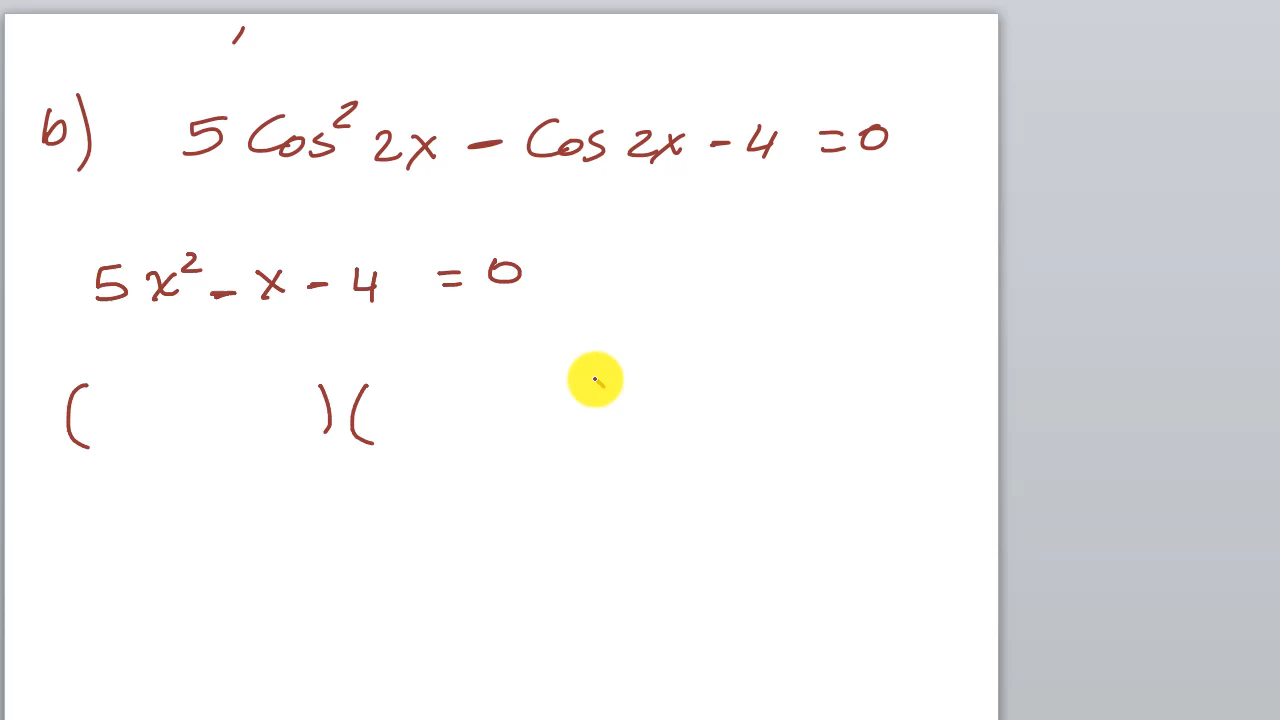 b) 5 Cos² 2x - Cos 2x - 4 = 0
5x² - x - 4 = 0
( ) (